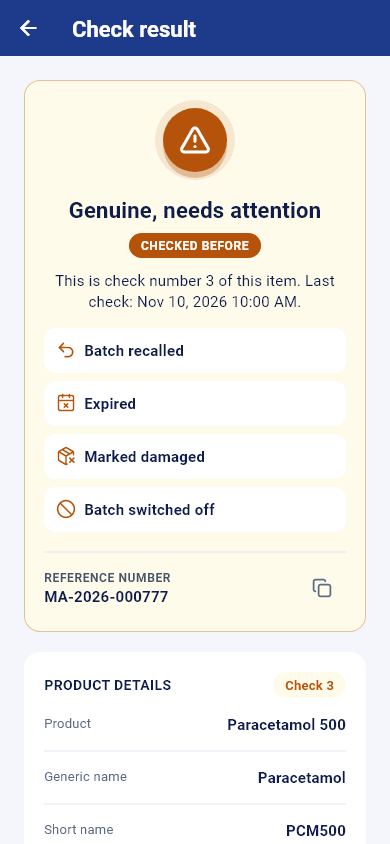 Check result
Genuine, needs attention
CHECKED BEFORE
This is check number 3 of this item. Last
check: Nov 10, 2026 10:00 AM.
Batch recalled
Expired
Marked damaged
Batch switched off
REFERENCE NUMBER
MA-2026-000777
PRODUCT DETAILS
Check 3
Product
Paracetamol 500
Generic name
Paracetamol
Short name
PCM500